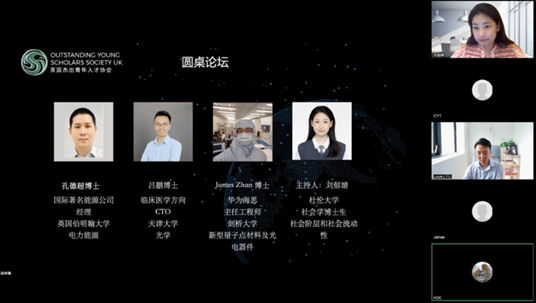 OUTSTANDING YOUNG
SCHOLARS SOCIETY UK
英国杰出青年人才协会
圆桌论坛
孔德超博士
国际著名能源公司
经理
英国伯明翰大学
电力能源
吕鹏博士
临床医学方向
CTO
天津大学
光学
James Zhan 博士
华为海思
主任工程师
剑桥大学
新型量子点材料及光
电器件
主持人：刘郁婧
杜伦大学
社会学博士生
社会阶层和社会流动
性
CYT
James
KDC